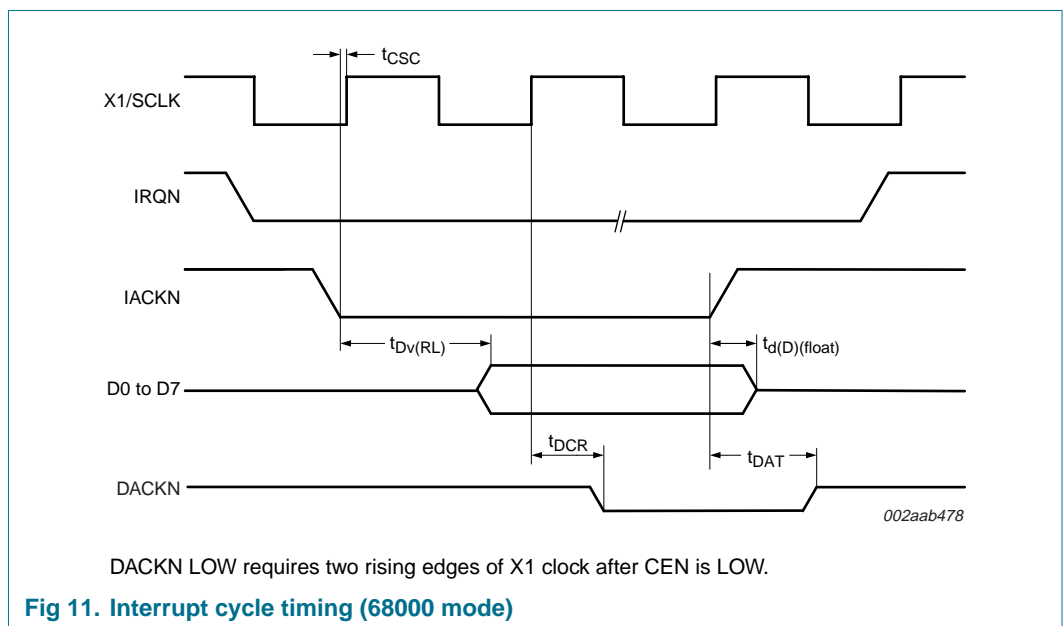 tCSC
X1/SCLK
IRQN
IACKN
tDv(RL)
td(D)(float)
D0 to D7
tDCR
tDAT
DACKN
002aab478
DACKN LOW requires two rising edges of X1 clock after CEN is LOW.
Fig 11. Interrupt cycle timing (68000 mode)